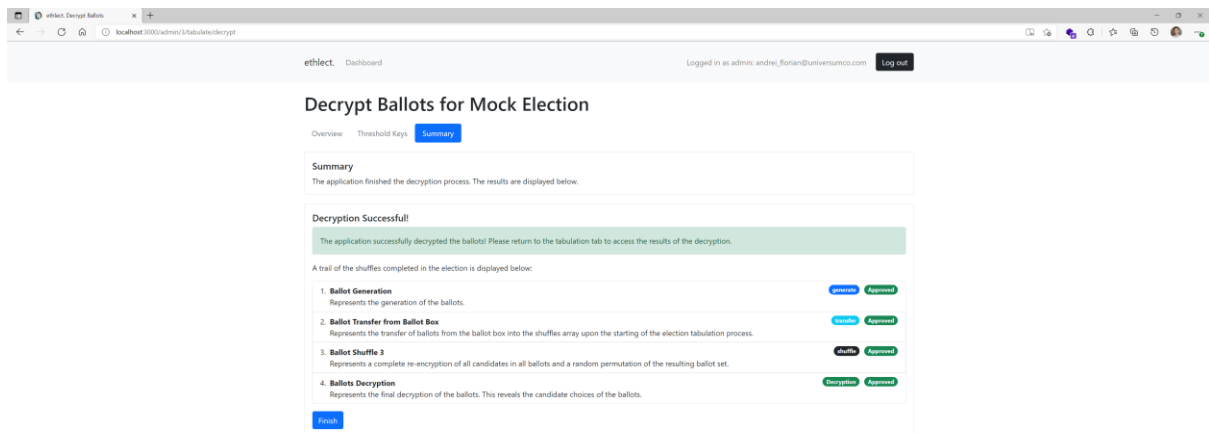 ethlect. Decrypt Ballots
localhost:3000/admin/3/tabulate/decrypt
ethlect. Dashboard Logged in as admin: andrei_florian@universumco.com Log out
Decrypt Ballots for Mock Election
Overview Threshold Keys Summary
Summary
The application finished the decryption process. The results are displayed below.
Decryption Successful!
The application successfully decrypted the ballots! Please return to the tabulation tab to access the results of the decryption.
A trail of the shuffles completed in the election is displayed below:
1. Ballot Generation generate Approved
Represents the generation of the ballots.
2. Ballot Transfer from Ballot Box transfer Approved
Represents the transfer of ballots from the ballot box into the shuffles array upon the starting of the election tabulation process.
3. Ballot Shuffle 3 shuffle Approved
Represents a complete re-encryption of all candidates in all ballots and a random permutation of the resulting ballot set.
4. Ballots Decryption Decryption Approved
Represents the final decryption of the ballots. This reveals the candidate choices of the ballots.
Finish